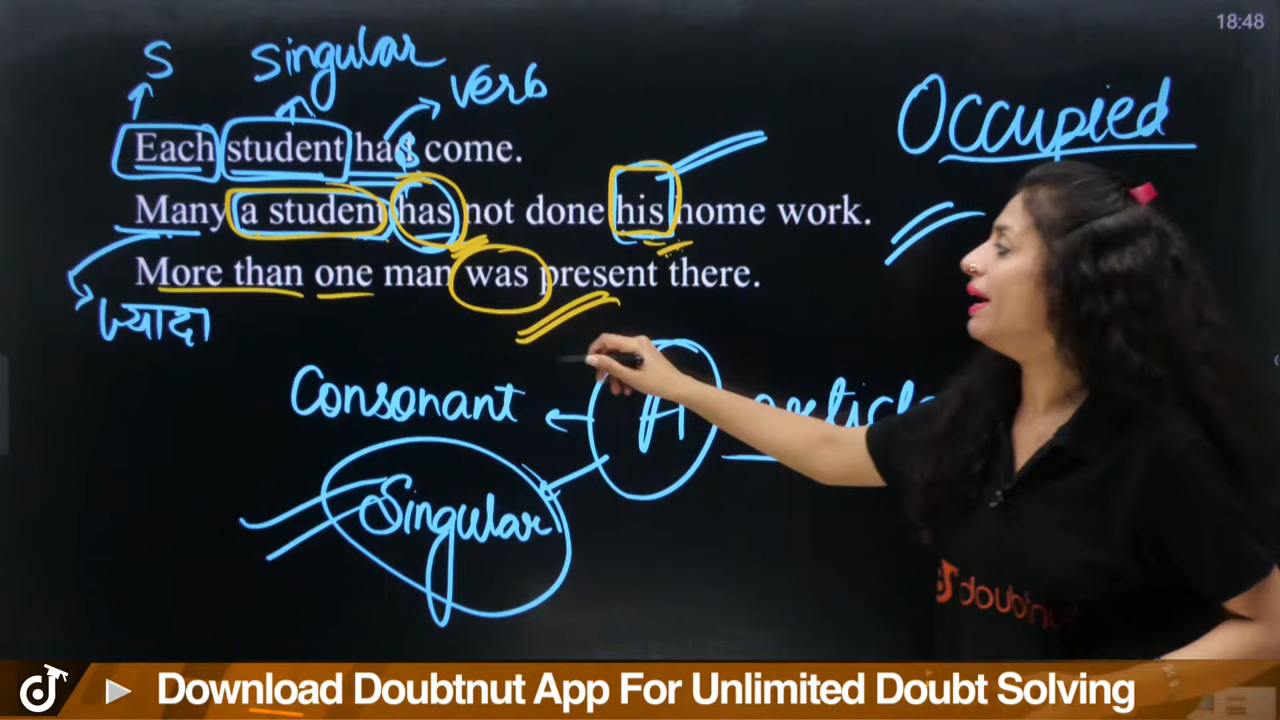 18:48
S
Singular
Verb
Occupied
Each student has come.
Many a student has not done his home work.
More than one man was present there.
ज्यादा
Consonant
A
Singular
doubtnut
Download Doubtnut App For Unlimited Doubt Solving